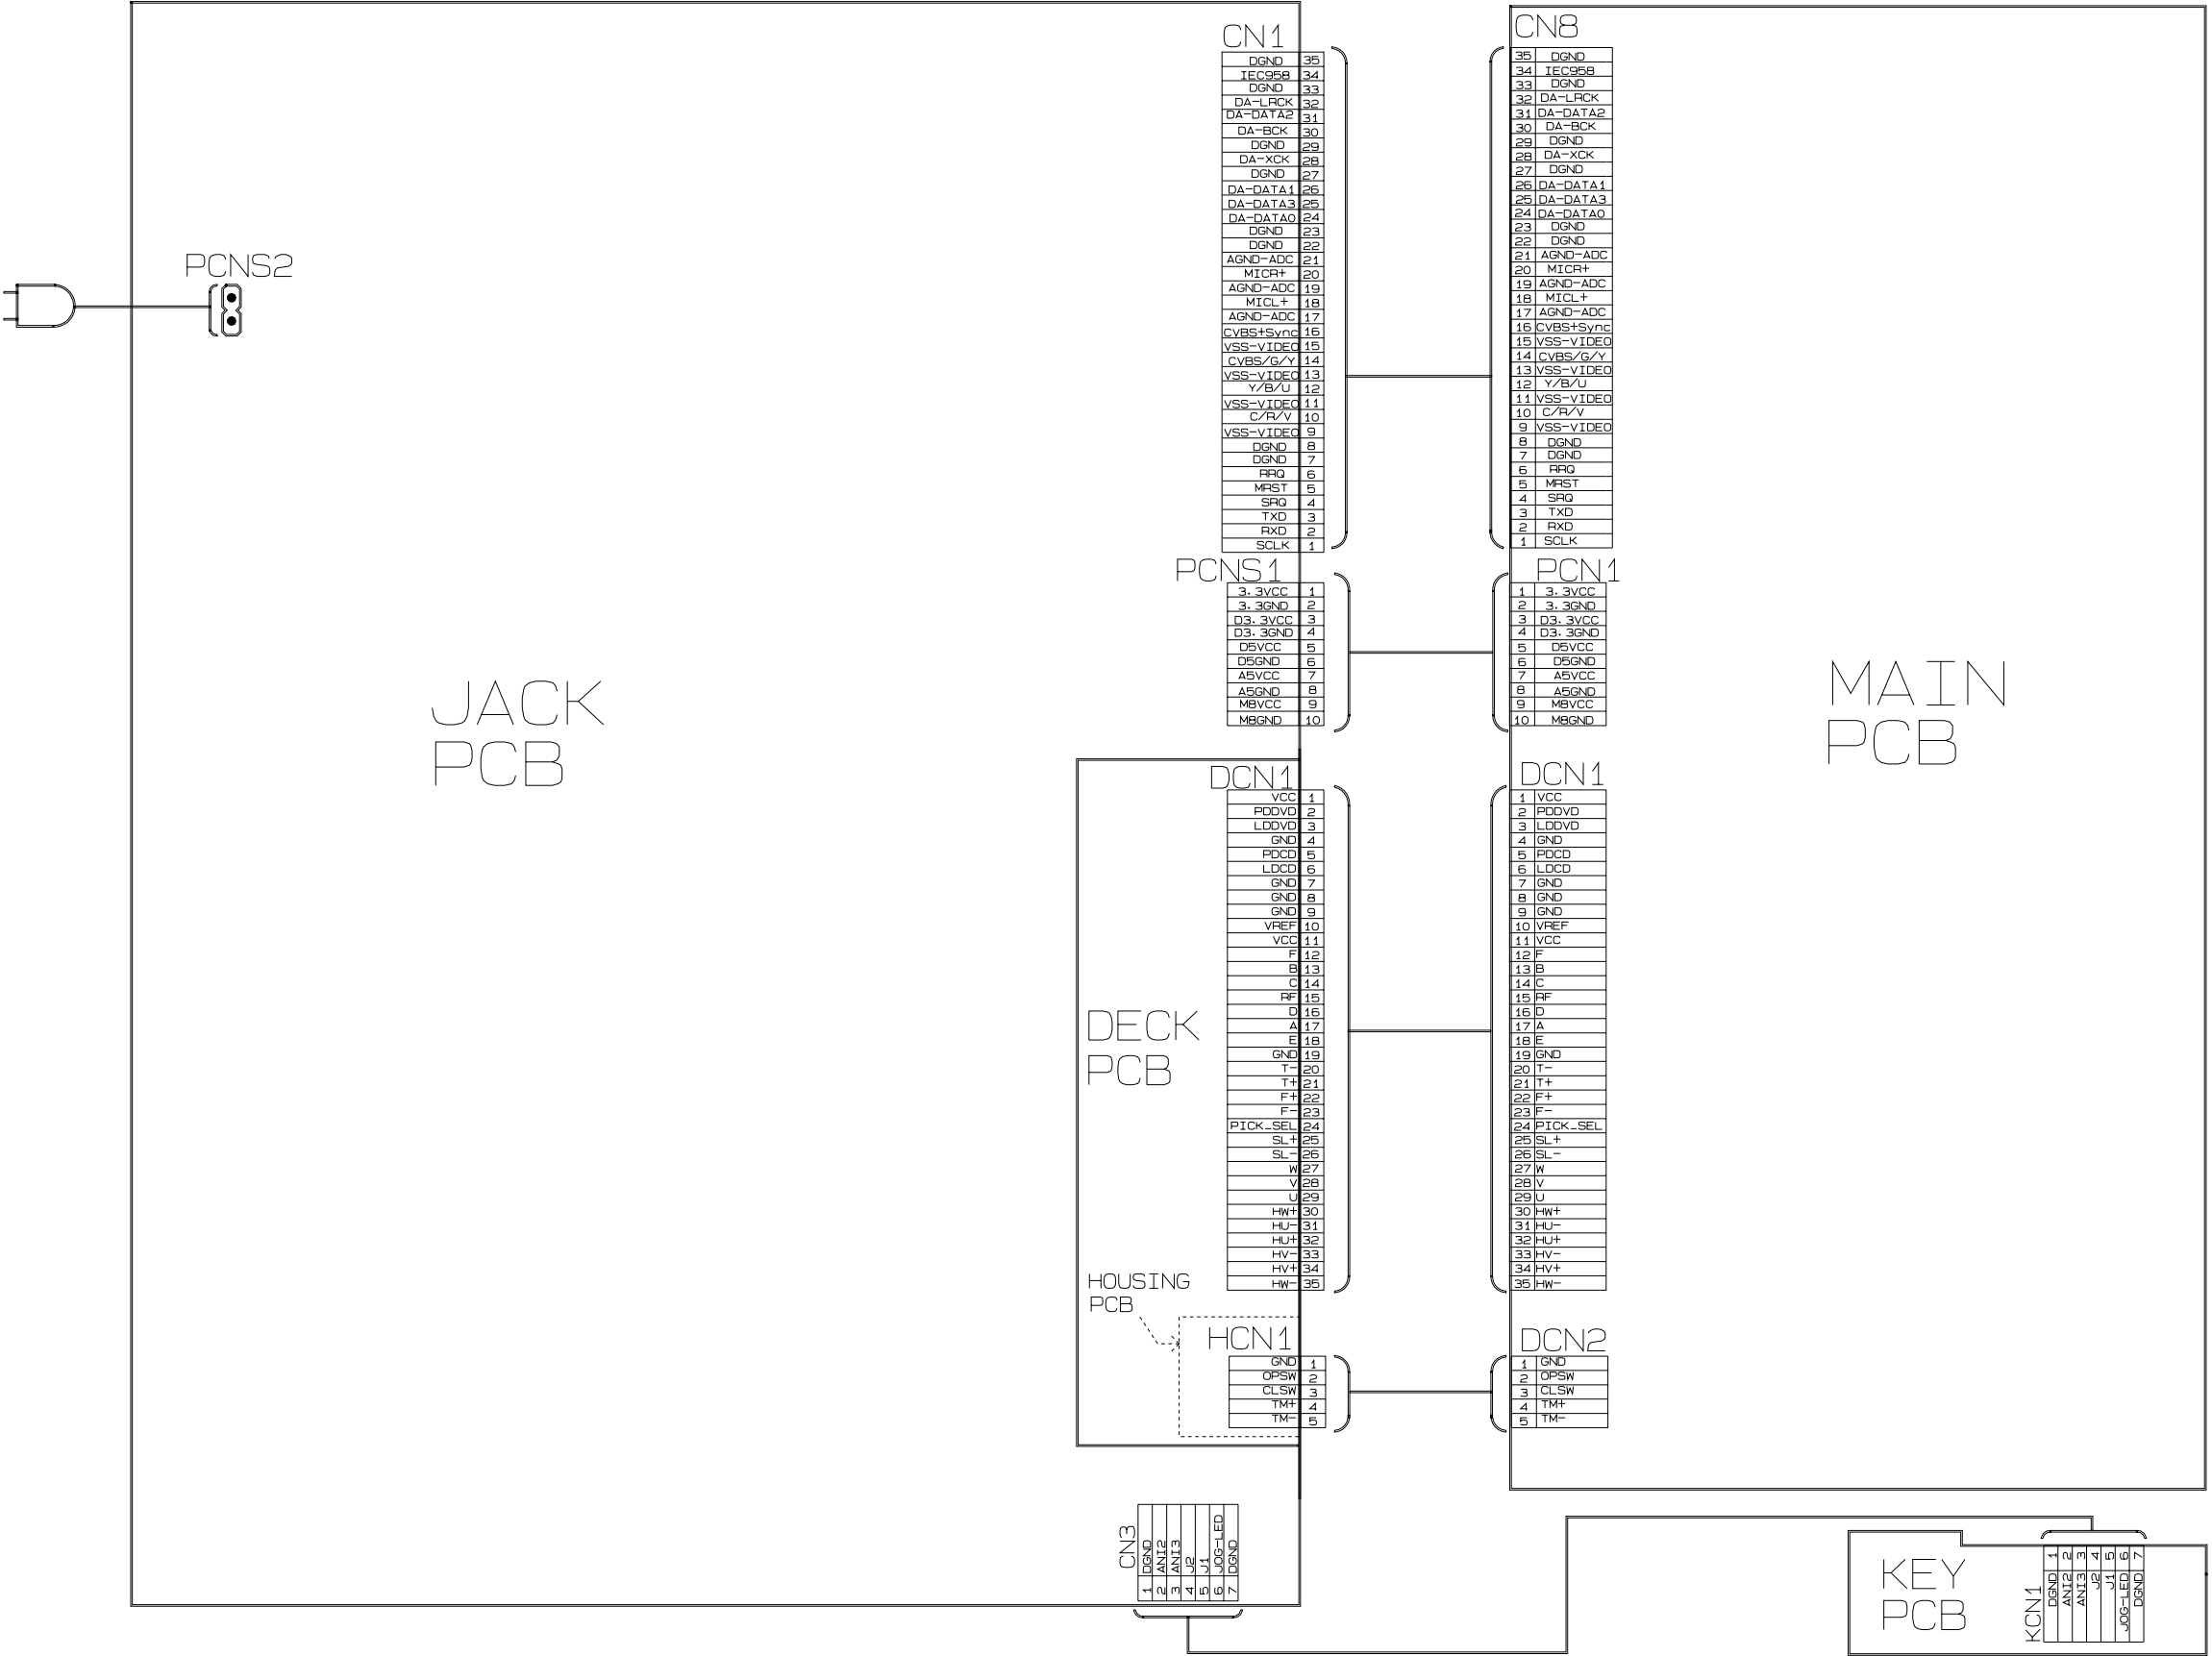 CN1
DGND 35
IEC958 34
DGND 33
DA-LRCK 32
DA-DATA2 31
DA-BCK 30
DGND 29
DA-XCK 28
DGND 27
DA-DATA1 26
DA-DATA3 25
DA-DATA0 24
DGND 23
DGND 22
AGND-ADC 21
MICR+ 20
AGND-ADC 19
MICL+ 18
AGND-ADC 17
CVBS+Sync 16
VSS-VIDEO 15
CVBS/G/Y 14
VSS-VIDEO 13
Y/B/U 12
VSS-VIDEO 11
C/R/V 10
VSS-VIDEO 9
DGND 8
DGND 7
RRQ 6
MRST 5
SRQ 4
TXD 3
RXD 2
SCLK 1
CN8
35 DGND
34 IEC958
33 DGND
32 DA-LRCK
31 DA-DATA2
30 DA-BCK
29 DGND
28 DA-XCK
27 DGND
26 DA-DATA1
25 DA-DATA3
24 DA-DATA0
23 DGND
22 DGND
21 AGND-ADC
20 MICR+
19 AGND-ADC
18 MICL+
17 AGND-ADC
16 CVBS+Sync
15 VSS-VIDEO
14 CVBS/G/Y
13 VSS-VIDEO
12 Y/B/U
11 VSS-VIDEO
10 C/R/V
9 VSS-VIDEO
8 DGND
7 DGND
6 RRQ
5 MRST
4 SRQ
3 TXD
2 RXD
1 SCLK
PCNS2
PCNS1
3.3VCC 1
3.3GND 2
D3.3VCC 3
D3.3GND 4
D5VCC 5
D5GND 6
A5VCC 7
A5GND 8
M8VCC 9
M8GND 10
PCN1
1 3.3VCC
2 3.3GND
3 D3.3VCC
4 D3.3GND
5 D5VCC
6 D5GND
7 A5VCC
8 A5GND
9 M8VCC
10 M8GND
JACK
PCB
MAIN
PCB
DCN1
VCC 1
PDDVD 2
LDDVD 3
GND 4
PDCD 5
LDCD 6
GND 7
GND 8
GND 9
VREF 10
VCC 11
F 12
B 13
C 14
RF 15
D 16
A 17
E 18
GND 19
T- 20
T+ 21
F+ 22
F- 23
PICK_SEL 24
SL+ 25
SL- 26
W 27
V 28
U 29
HW+ 30
HU- 31
HU+ 32
HV- 33
HV+ 34
HW- 35
DCN1
1 VCC
2 PDDVD
3 LDDVD
4 GND
5 PDCD
6 LDCD
7 GND
8 GND
9 GND
10 VREF
11 VCC
12 F
13 B
14 C
15 RF
16 D
17 A
18 E
19 GND
20 T-
21 T+
22 F+
23 F-
24 PICK_SEL
25 SL+
26 SL-
27 W
28 V
29 U
30 HW+
31 HU-
32 HU+
33 HV-
34 HV+
35 HW-
DECK
PCB
HOUSING
PCB
HCN1
GND 1
OPSW 2
CLSW 3
TM+ 4
TM- 5
DCN2
1 GND
2 OPSW
3 CLSW
4 TM+
5 TM-
CN3
1 DGND
2 ANI2
3 ANI3
4 J2
5 J1
6 JOG-LED
7 DGND
KEY
PCB
KCN1
DGND 1
ANI2 2
ANI3 3
J2 4
J1 5
JOG-LED 6
DGND 7